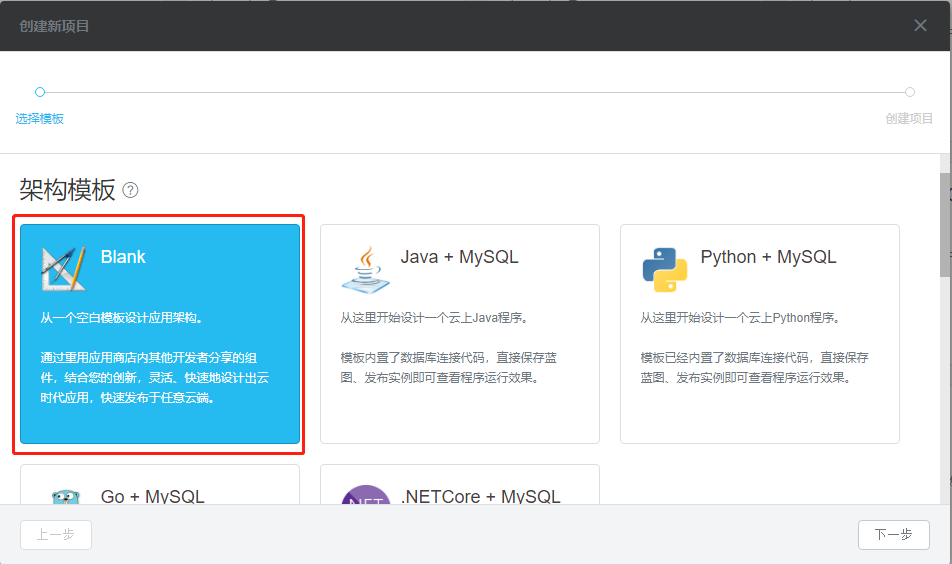 创建新项目
选择模板
创建项目
架构模板
Blank
从一个空白模板设计应用架构。
通过重用应用商店内其他开发者分享的组
件，结合您的创新，灵活、快速地设计出云
时代应用，快速发布于任意云端。
Java + MySQL
从这里开始设计一个云上Java程序。
模板内置了数据库连接代码，直接保存蓝
图、发布实例即可查看程序运行效果。
Python + MySQL
从这里开始设计一个云上Python程序。
模板已经内置了数据库连接代码，直接保存
蓝图、发布实例即可查看程序运行效果。
Go + MySQL
.NET
.NETCore + MySQL
上一步
下一步